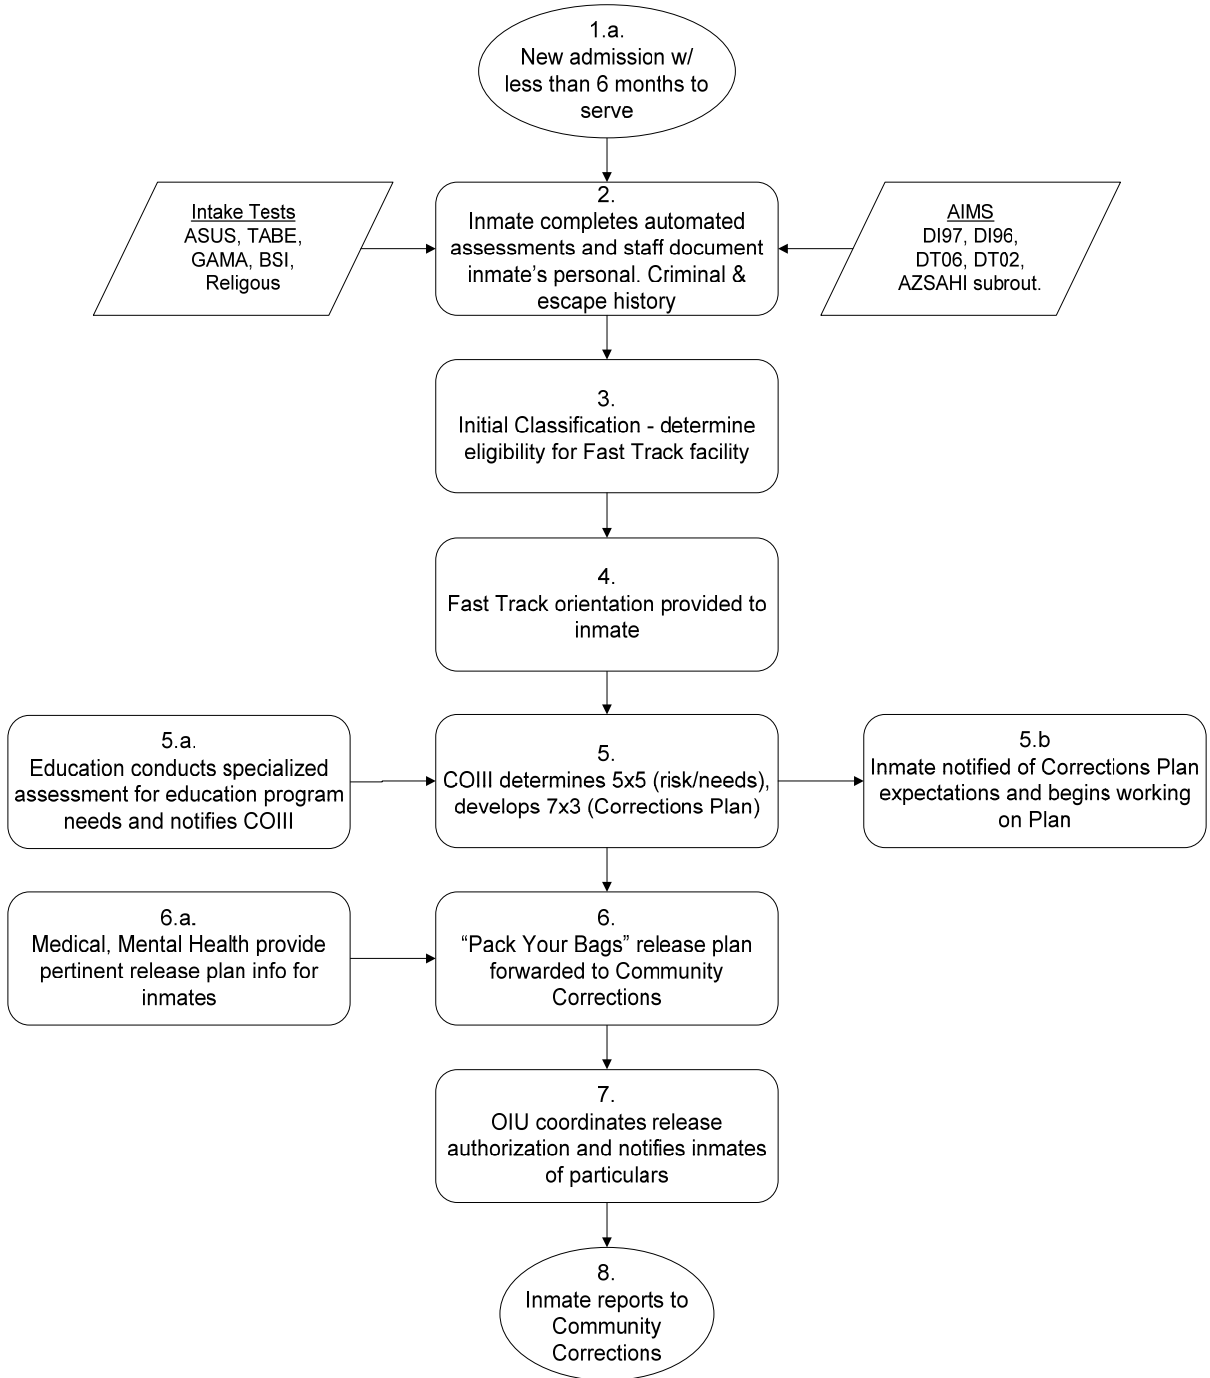 1.a.
New admission w/
less than 6 months to
serve
Intake Tests
ASUS, TABE,
GAMA, BSI,
Religous
2.
Inmate completes automated
assessments and staff document
inmate's personal. Criminal &
escape history
AIMS
DI97, DI96,
DT06, DT02,
AZSAHI subrout.
3.
Initial Classification - determine
eligibility for Fast Track facility
4.
Fast Track orientation provided to
inmate
5.a.
Education conducts specialized
assessment for education program
needs and notifies COIII
5.
COIII determines 5x5 (risk/needs),
develops 7x3 (Corrections Plan)
5.b
Inmate notified of Corrections Plan
expectations and begins working
on Plan
6.a.
Medical, Mental Health provide
pertinent release plan info for
inmates
6.
“Pack Your Bags” release plan
forwarded to Community
Corrections
7.
OIU coordinates release
authorization and notifies inmates
of particulars
8.
Inmate reports to
Community
Corrections